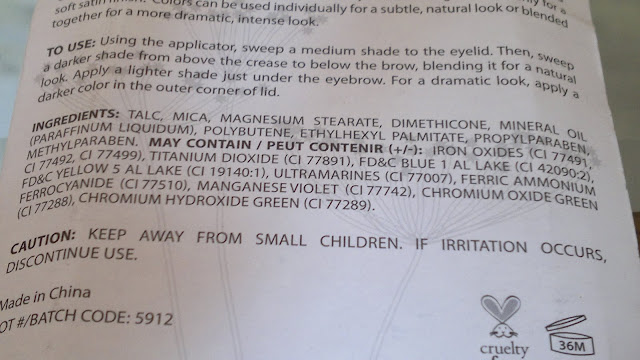 soft satin finish. Colors can be used individually for a subtle, natural look or blended
together for a more dramatic, intense look.
TO USE: Using the applicator, sweep a medium shade to the eyelid. Then, sweep
a darker shade from above the crease to below the brow, blending it for a natural
look. Apply a lighter shade just under the eyebrow. For a dramatic look, apply a
darker color in the outer corner of lid.
INGREDIENTS: TALC, MICA, MAGNESIUM STEARATE, DIMETHICONE, MINERAL OIL
(PARAFFINUM LIQUIDUM), POLYBUTENE, ETHYLHEXYL PALMITATE, PROPYLPARABEN,
METHYLPARABEN. MAY CONTAIN / PEUT CONTENIR (+/-): IRON OXIDES (CI 77491,
CI 77492, CI 77499), TITANIUM DIOXIDE (CI 77891), FD&C BLUE 1 AL LAKE (CI 42090:2),
FD&C YELLOW 5 AL LAKE (CI 19140:1), ULTRAMARINES (CI 77007), FERRIC AMMONIUM
FERROCYANIDE (CI 77510), MANGANESE VIOLET (CI 77742), CHROMIUM OXIDE GREEN
(CI 77288), CHROMIUM HYDROXIDE GREEN (CI 77289).
CAUTION: KEEP AWAY FROM SMALL CHILDREN. IF IRRITATION OCCURS,
DISCONTINUE USE.
Made in China
OT #/BATCH CODE: 5912
cruelty
36M